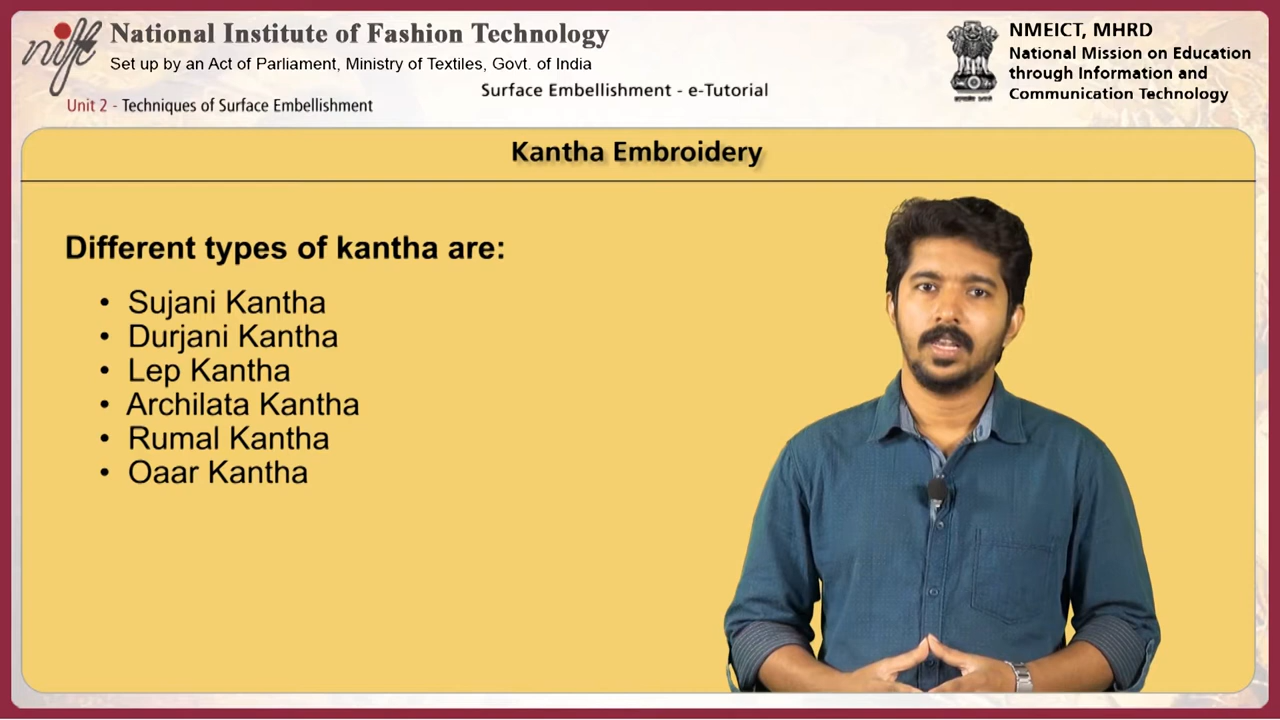 nift
National Institute of Fashion Technology
Set up by an Act of Parliament, Ministry of Textiles, Govt. of India
Unit 2 - Techniques of Surface Embellishment
Surface Embellishment - e-Tutorial
NMEICT, MHRD
National Mission on Education
through Information and
Communication Technology
Kantha Embroidery
Different types of kantha are:
• Sujani Kantha
• Durjani Kantha
• Lep Kantha
• Archilata Kantha
• Rumal Kantha
• Oaar Kantha